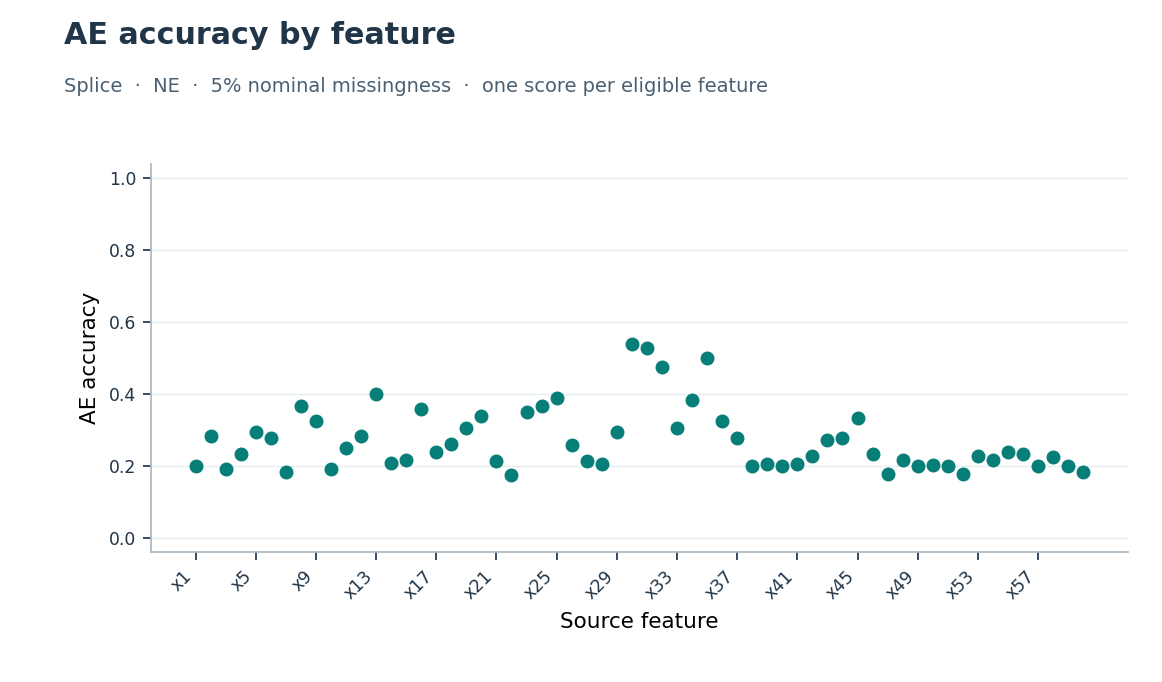 AE accuracy by feature
Splice · NE · 5% nominal missingness · one score per eligible feature
AE accuracy
1.0
0.8
0.6
0.4
0.2
0.0
x1 x5 x9 x13 x17 x21 x25 x29 x33 x37 x41 x45 x49 x53 x57
Source feature